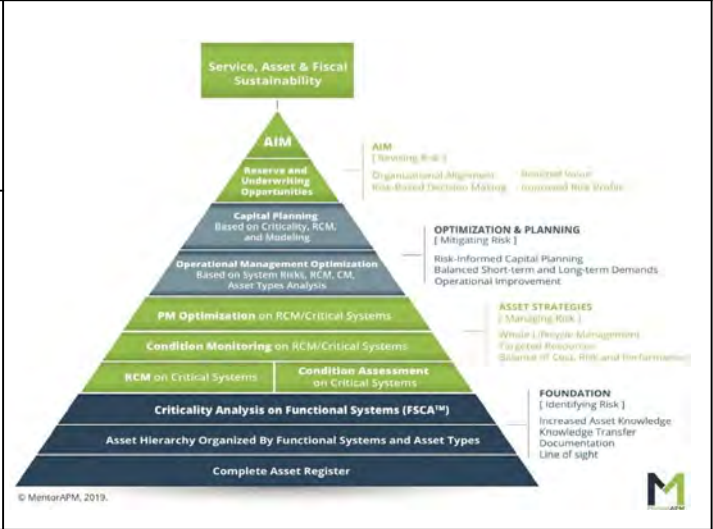 Service, Asset & Fiscal
Sustainability
AIM
Reserve and
Underwriting
Opportunities
AIM
Organizational Alignment
Risk-Based Decision Making
Improved Risk Profile
Capital Planning
Based on Criticality, RCM,
and Modeling
Operational Management Optimization
Based on System Risks, RCM, CM,
Asset Types Analysis
OPTIMIZATION & PLANNING
[ Mitigating Risk ]
Risk-Informed Capital Planning
Balanced Short-term and Long-term Demands
Operational Improvement
PM Optimization on RCM/Critical Systems
Condition Monitoring on RCM/Critical Systems
RCM on Critical Systems
Condition Assessment
on Critical Systems
ASSET STRATEGIES
[ Managing Risk ]
Whole Lifecycle Management
Targeted Resources
Balance of Cost, Risk and Performance
Criticality Analysis on Functional Systems (FSCA™)
Asset Hierarchy Organized By Functional Systems and Asset Types
Complete Asset Register
FOUNDATION
[ Identifying Risk ]
Increased Asset Knowledge
Knowledge Transfer
Documentation
Line of sight
© MentorAPM, 2019.
M
MentorAPM